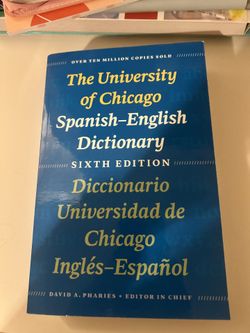 OVER TEN MILLION COPIES SOLD
The University
of Chicago
Spanish–English
Dictionary
SIXTH EDITION
Diccionario
Universidad de
Chicago
Inglés–Español
DAVID A. PHARIES • EDITOR IN CHIEF